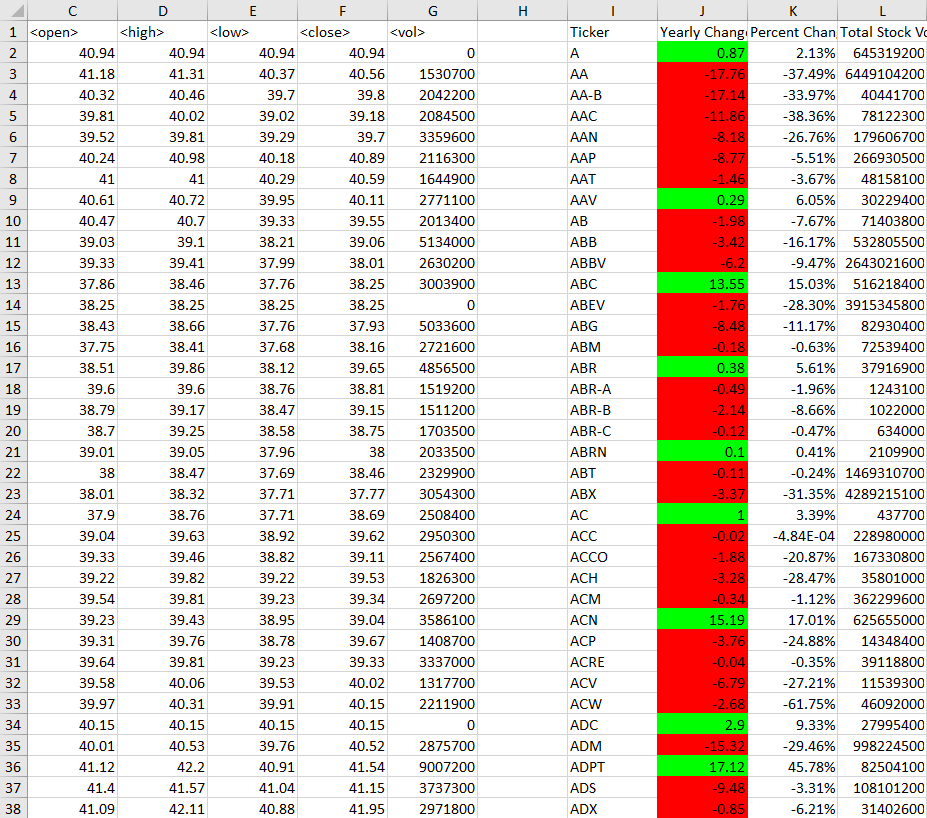 C D E F G H I J K L
1 <open> <high> <low> <close> <vol> Ticker Yearly Change Percent Chan Total Stock Vo
2 40.94 40.94 40.94 40.94 0 A 0.87 2.13% 645319200
3 41.18 41.31 40.37 40.56 1530700 AA -17.76 -37.49% 6449104200
4 40.32 40.46 39.7 39.8 2042200 AA-B -17.14 -33.97% 40441700
5 39.81 40.02 39.02 39.18 2084500 AAC -11.86 -38.36% 78122300
6 39.52 39.81 39.29 39.7 3359600 AAN -8.18 -26.76% 179606700
7 40.24 40.98 40.18 40.89 2116300 AAP -8.77 -5.51% 266930500
8 41 41 40.29 40.59 1644900 AAT -1.46 -3.67% 48158100
9 40.61 40.72 39.95 40.11 2771100 AAV 0.29 6.05% 30229400
10 40.47 40.7 39.33 39.55 2013400 AB -1.98 -7.67% 71403800
11 39.03 39.1 38.21 39.06 5134000 ABB -3.42 -16.17% 532805500
12 39.33 39.41 37.99 38.01 2630200 ABBV -6.2 -9.47% 2643021600
13 37.86 38.46 37.76 38.25 3003900 ABC 13.55 15.03% 516218400
14 38.25 38.25 38.25 38.25 0 ABEV -1.76 -28.30% 3915345800
15 38.43 38.66 37.76 37.93 5033600 ABG -8.48 -11.17% 82930400
16 37.75 38.41 37.68 38.16 2721600 ABM -0.18 -0.63% 72539400
17 38.51 39.86 38.12 39.65 4856500 ABR 0.38 5.61% 37916900
18 39.6 39.6 38.76 38.81 1519200 ABR-A -0.49 -1.96% 1243100
19 38.79 39.17 38.47 39.15 1511200 ABR-B -2.14 -8.66% 1022000
20 38.7 39.25 38.58 38.75 1703500 ABR-C -0.12 -0.47% 634000
21 39.01 39.05 37.96 38 2033500 ABRN 0.1 0.41% 2109900
22 38 38.47 37.69 38.46 2329900 ABT -0.11 -0.24% 1469310700
23 38.01 38.32 37.71 37.77 3054300 ABX -3.37 -31.35% 4289215100
24 37.9 38.76 37.71 38.69 2508400 AC 1 3.39% 437700
25 39.04 39.63 38.92 39.62 2950300 ACC -0.02 -4.84E-04 228980000
26 39.33 39.46 38.82 39.11 2567400 ACCO -1.88 -20.87% 167330800
27 39.22 39.82 39.22 39.53 1826300 ACH -3.28 -28.47% 35801000
28 39.54 39.81 39.23 39.34 2697200 ACM -0.34 -1.12% 362299600
29 39.23 39.43 38.95 39.04 3586100 ACN 15.19 17.01% 625655000
30 39.31 39.76 38.78 39.67 1408700 ACP -3.76 -24.88% 14348400
31 39.64 39.81 39.23 39.33 3337000 ACRE -0.04 -0.35% 39118800
32 39.58 40.06 39.53 40.02 1317700 ACV -6.79 -27.21% 11539300
33 39.97 40.31 39.91 40.15 2211900 ACW -2.68 -61.75% 46092000
34 40.15 40.15 40.15 40.15 0 ADC 2.9 9.33% 27995400
35 40.01 40.53 39.76 40.52 2875700 ADM -15.32 -29.46% 998224500
36 41.12 42.2 40.91 41.54 9007200 ADPT 17.12 45.78% 82504100
37 41.4 41.57 41.04 41.15 3737300 ADS -9.48 -3.31% 108101200
38 41.09 42.11 40.88 41.95 2971800 ADX -0.85 -6.21% 31402600